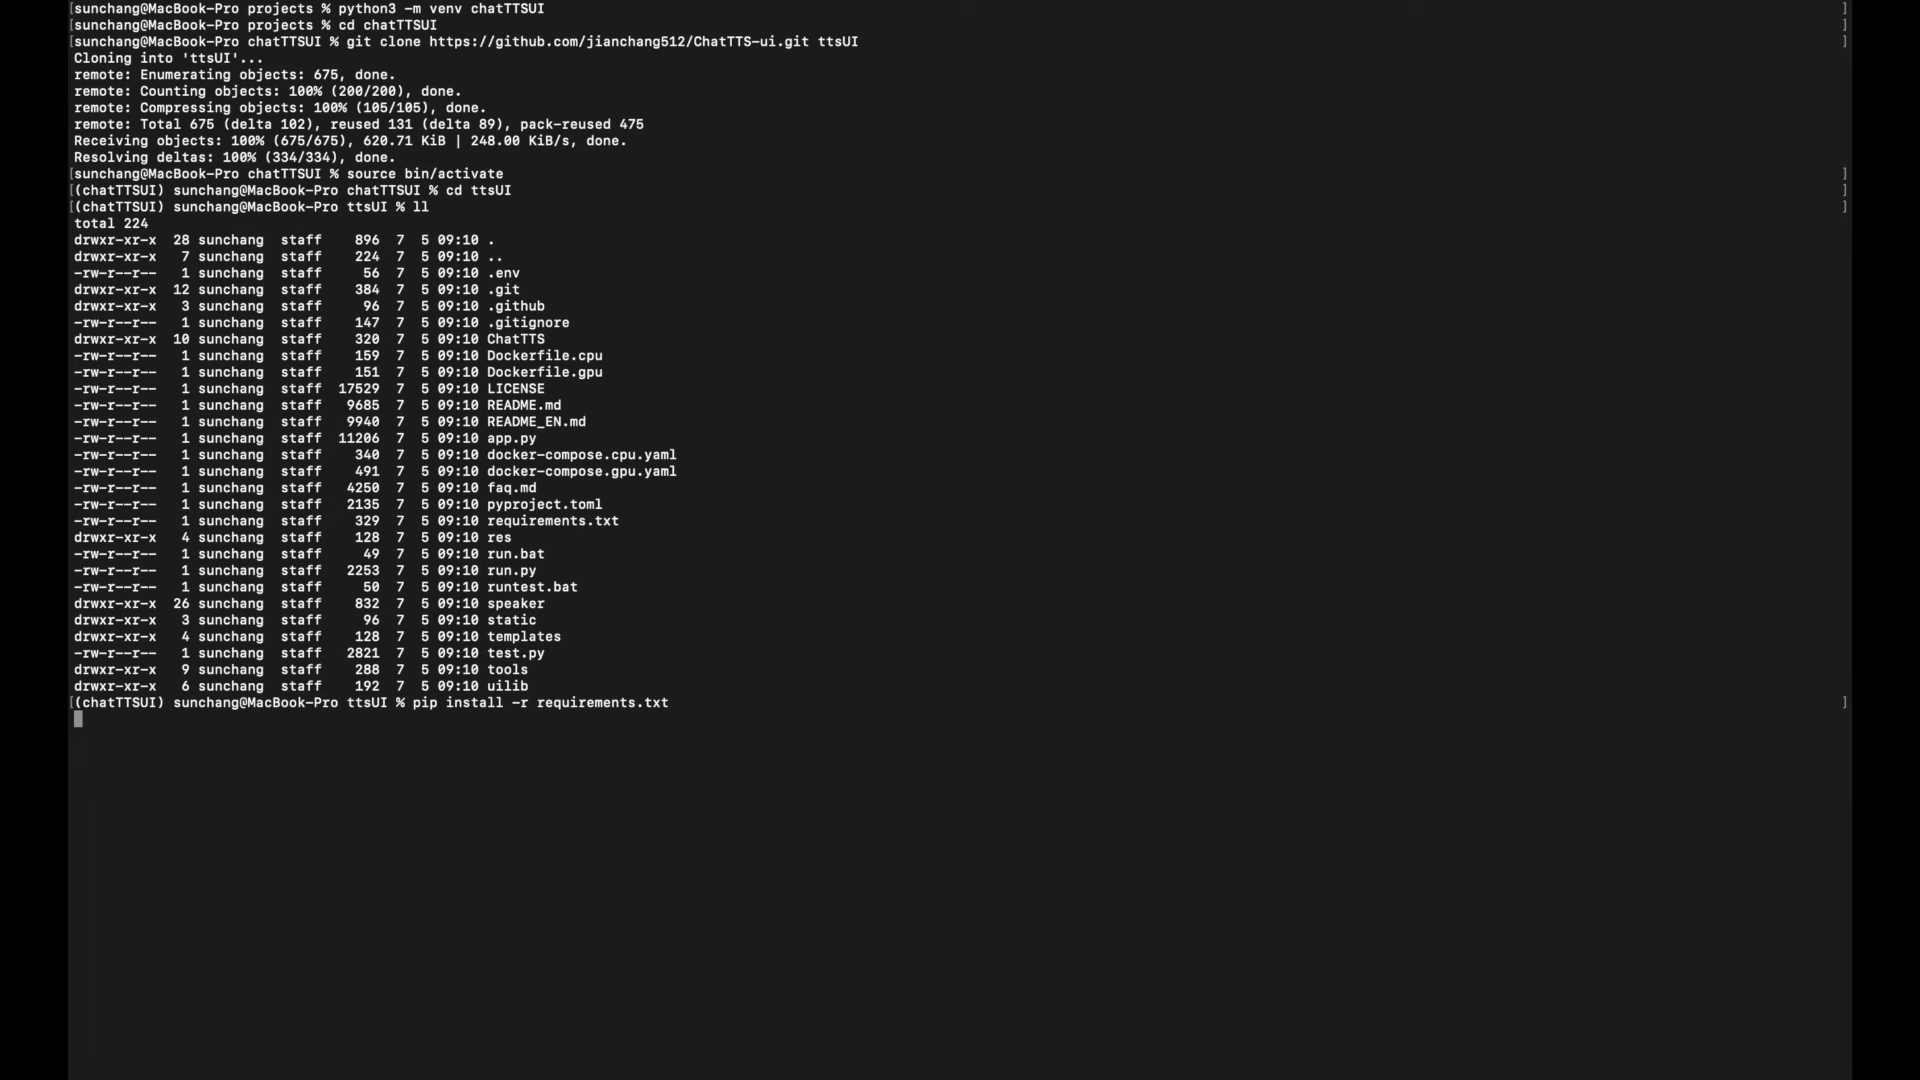 [sunchang@MacBook-Pro projects % python3 -m venv chatTTSUI ]
[sunchang@MacBook-Pro projects % cd chatTTSUI ]
[sunchang@MacBook-Pro chatTTSUI % git clone https://github.com/jianchang512/ChatTTS-ui.git ttsUI ]
Cloning into 'ttsUI'...
remote: Enumerating objects: 675, done.
remote: Counting objects: 100% (200/200), done.
remote: Compressing objects: 100% (105/105), done.
remote: Total 675 (delta 102), reused 131 (delta 89), pack-reused 475
Receiving objects: 100% (675/675), 620.71 KiB | 248.00 KiB/s, done.
Resolving deltas: 100% (334/334), done.
[sunchang@MacBook-Pro chatTTSUI % source bin/activate ]
[(chatTTSUI) sunchang@MacBook-Pro chatTTSUI % cd ttsUI ]
[(chatTTSUI) sunchang@MacBook-Pro ttsUI % ll ]
total 224
drwxr-xr-x  28 sunchang  staff    896  7  5 09:10 .
drwxr-xr-x   7 sunchang  staff    224  7  5 09:10 ..
-rw-r--r--   1 sunchang  staff     56  7  5 09:10 .env
drwxr-xr-x  12 sunchang  staff    384  7  5 09:10 .git
drwxr-xr-x   3 sunchang  staff     96  7  5 09:10 .github
-rw-r--r--   1 sunchang  staff    147  7  5 09:10 .gitignore
drwxr-xr-x  10 sunchang  staff    320  7  5 09:10 ChatTTS
-rw-r--r--   1 sunchang  staff    159  7  5 09:10 Dockerfile.cpu
-rw-r--r--   1 sunchang  staff    151  7  5 09:10 Dockerfile.gpu
-rw-r--r--   1 sunchang  staff  17529  7  5 09:10 LICENSE
-rw-r--r--   1 sunchang  staff   9685  7  5 09:10 README.md
-rw-r--r--   1 sunchang  staff   9940  7  5 09:10 README_EN.md
-rw-r--r--   1 sunchang  staff  11206  7  5 09:10 app.py
-rw-r--r--   1 sunchang  staff    340  7  5 09:10 docker-compose.cpu.yaml
-rw-r--r--   1 sunchang  staff    491  7  5 09:10 docker-compose.gpu.yaml
-rw-r--r--   1 sunchang  staff   4250  7  5 09:10 faq.md
-rw-r--r--   1 sunchang  staff   2135  7  5 09:10 pyproject.toml
-rw-r--r--   1 sunchang  staff    329  7  5 09:10 requirements.txt
drwxr-xr-x   4 sunchang  staff    128  7  5 09:10 res
-rw-r--r--   1 sunchang  staff     49  7  5 09:10 run.bat
-rw-r--r--   1 sunchang  staff   2253  7  5 09:10 run.py
-rw-r--r--   1 sunchang  staff     50  7  5 09:10 runtest.bat
drwxr-xr-x  26 sunchang  staff    832  7  5 09:10 speaker
drwxr-xr-x   3 sunchang  staff     96  7  5 09:10 static
drwxr-xr-x   4 sunchang  staff    128  7  5 09:10 templates
-rw-r--r--   1 sunchang  staff   2821  7  5 09:10 test.py
drwxr-xr-x   9 sunchang  staff    288  7  5 09:10 tools
drwxr-xr-x   6 sunchang  staff    192  7  5 09:10 uilib
[(chatTTSUI) sunchang@MacBook-Pro ttsUI % pip install -r requirements.txt ]